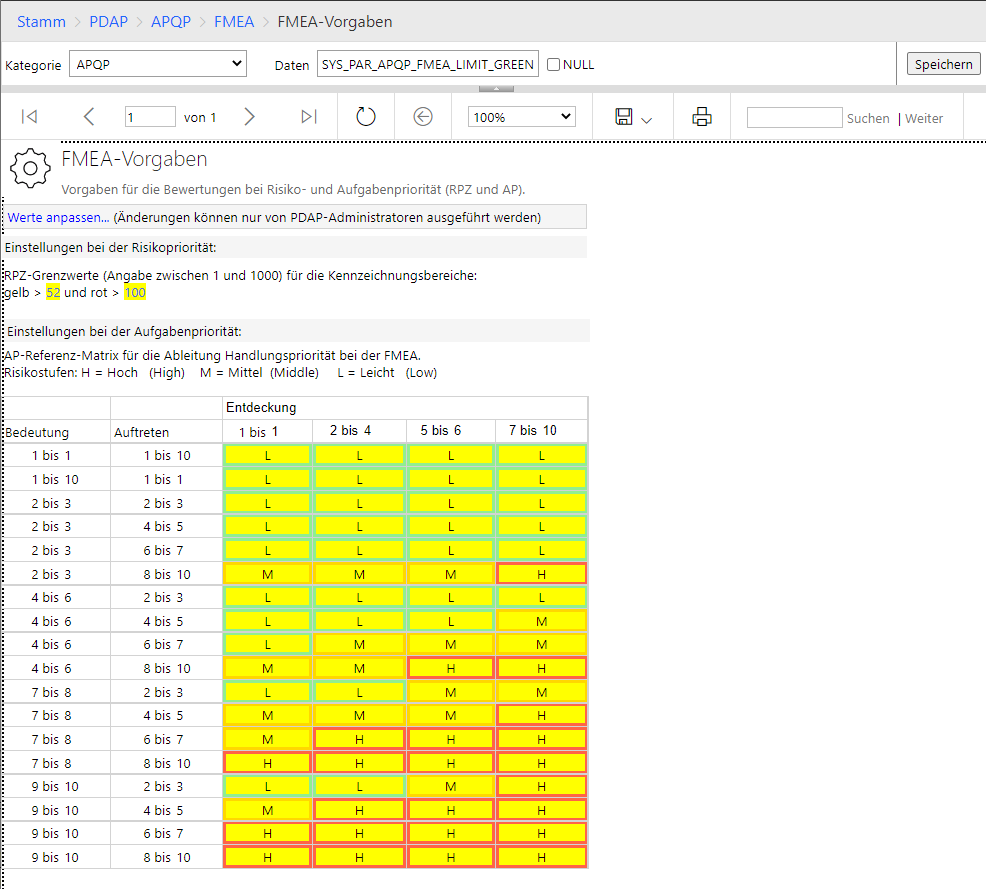 Stamm > PDAP > APQP > FMEA > FMEA-Vorgaben
Kategorie APQP Daten SYS_PAR_APQP_FMEA_LIMIT_GREEN NULL Speichern
1 von 1 100% Suchen | Weiter
FMEA-Vorgaben
Vorgaben für die Bewertungen bei Risiko- und Aufgabenpriorität (RPZ und AP).
Werte anpassen... (Änderungen können nur von PDAP-Administratoren ausgeführt werden)
Einstellungen bei der Risikopriorität:
RPZ-Grenzwerte (Angabe zwischen 1 und 1000) für die Kennzeichnungsbereiche:
gelb > 52 und rot > 100
Einstellungen bei der Aufgabenpriorität:
AP-Referenz-Matrix für die Ableitung Handlungspriorität bei der FMEA.
Risikostufen: H = Hoch (High) M = Mittel (Middle) L = Leicht (Low)
Entdeckung
Bedeutung Auftreten 1 bis 1 2 bis 4 5 bis 6 7 bis 10
1 bis 1 1 bis 10 L L L L
1 bis 10 1 bis 1 L L L L
2 bis 3 2 bis 3 L L L L
2 bis 3 4 bis 5 L L L L
2 bis 3 6 bis 7 L L L L
2 bis 3 8 bis 10 M M M H
4 bis 6 2 bis 3 L L L L
4 bis 6 4 bis 5 L L L M
4 bis 6 6 bis 7 L M M M
4 bis 6 8 bis 10 M M H H
7 bis 8 2 bis 3 L L M M
7 bis 8 4 bis 5 M M M H
7 bis 8 6 bis 7 M H H H
7 bis 8 8 bis 10 H H H H
9 bis 10 2 bis 3 L L M H
9 bis 10 4 bis 5 M H H H
9 bis 10 6 bis 7 H H H H
9 bis 10 8 bis 10 H H H H